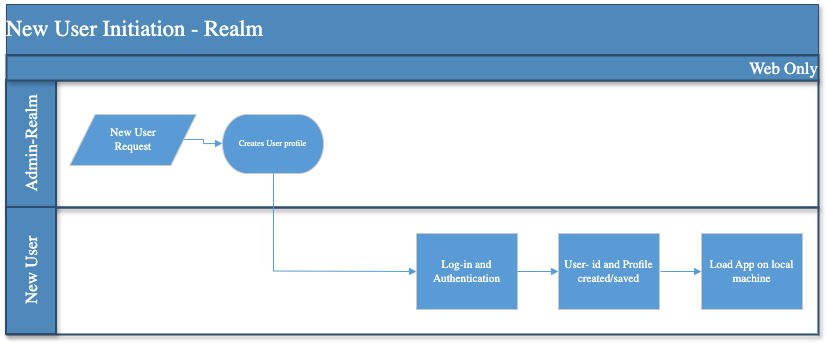 New User Initiation - Realm
Web Only
Admin-Realm
New User
Request
Creates User profile
New User
Log-in and
Authentication
User- id and Profile
created/saved
Load App on local
machine